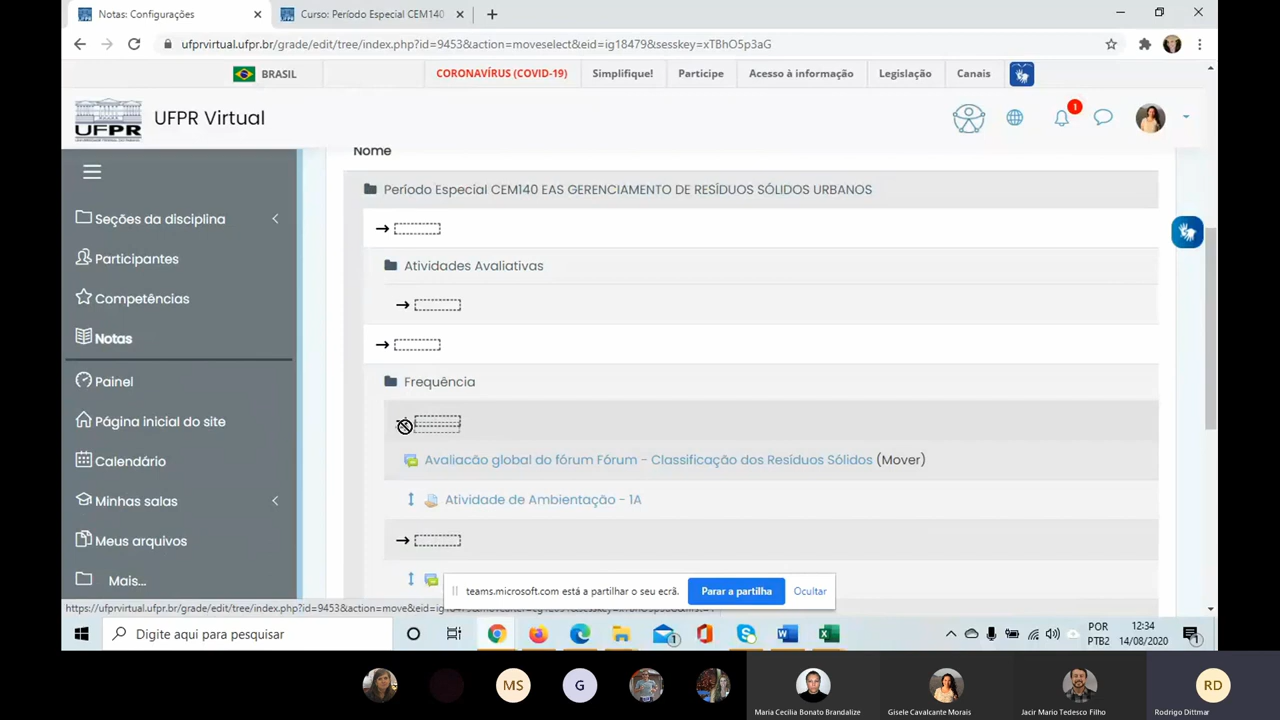 Notas: Configurações
Curso: Período Especial CEM140
ufprvirtual.ufpr.br/grade/edit/tree/index.php?id=9453&action=moveselect&eid=ig18479&sesskey=xTBhO5p3aG
BRASIL
CORONAVÍRUS (COVID-19)
Simplifique!
Participe
Acesso à informação
Legislação
Canais
UFPR
UFPR Virtual
1
Nome
Seções da disciplina
Participantes
Competências
Notas
Painel
Página inicial do site
Calendário
Minhas salas
Meus arquivos
Mais...
Período Especial CEM140 EAS GERENCIAMENTO DE RESÍDUOS SÓLIDOS URBANOS
Atividades Avaliativas
Frequência
Avaliacão global do fórum Fórum - Classificação dos Resíduos Sólidos (Mover)
Atividade de Ambientação - 1A
teams.microsoft.com está a partilhar o seu ecrã.
Parar a partilha
Ocultar
Digite aqui para pesquisar
1
POR
PTB2
12:34
14/08/2020
1
MS
G
RD
Maria Cecilia Bonato Brandalize
Gisele Cavalcante Morais
Jacir Mario Tedesco Filho
Rodrigo Dittmar